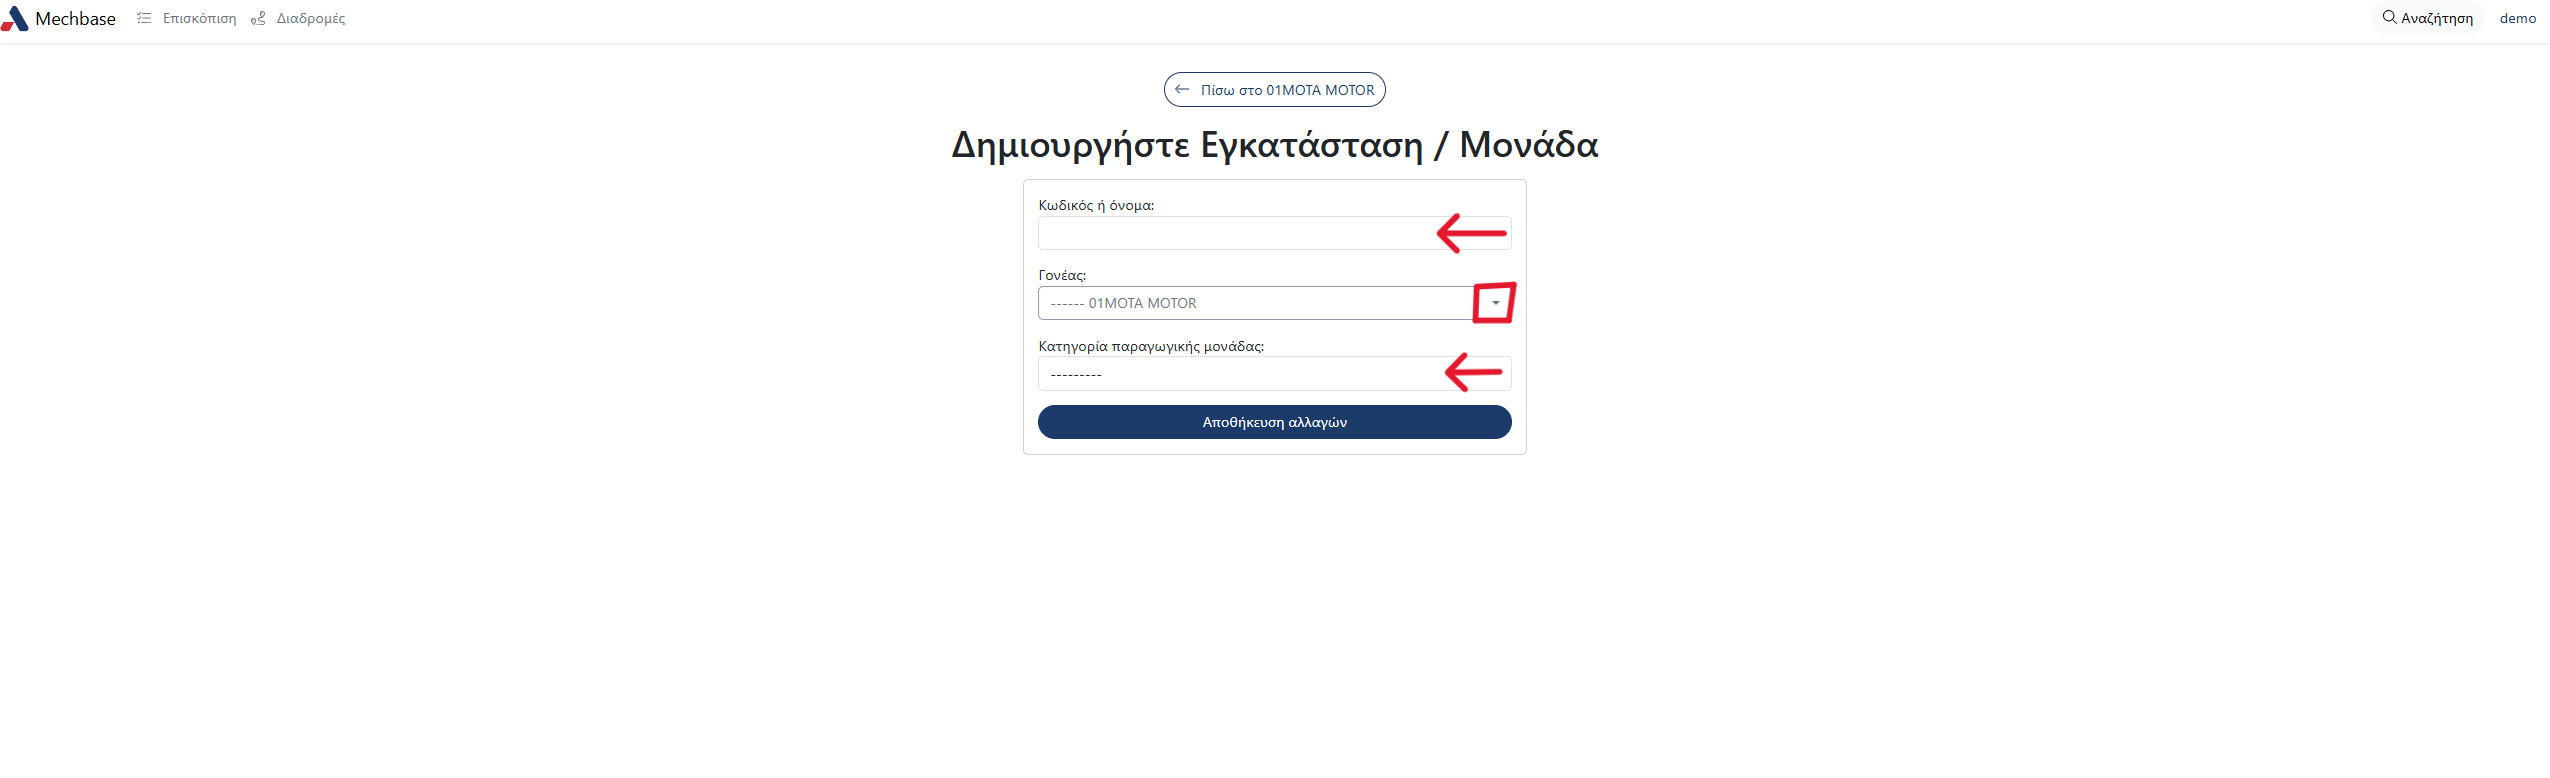 Mechbase
Επισκόπιση
Διαδρομές
Αναζήτηση
demo
Πίσω στο 01MOTA MOTOR
Δημιουργήστε Εγκατάσταση / Μονάδα
Κωδικός ή όνομα:
Γονέας:
------ 01MOTA MOTOR
Κατηγορία παραγωγικής μονάδας:
---------
Αποθήκευση αλλαγών